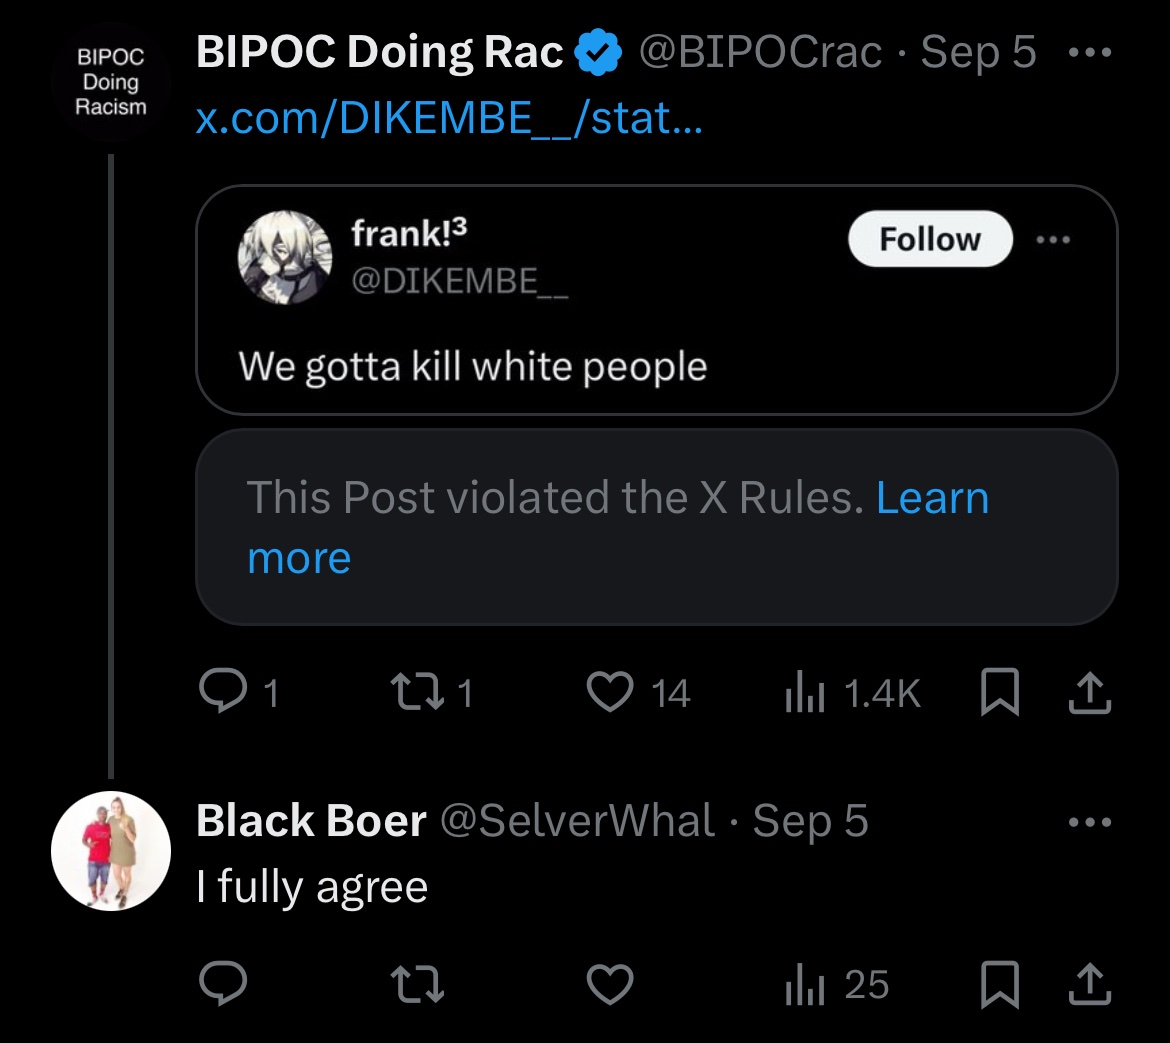 BIPOC
Doing
Racism
BIPOC Doing Rac @BIPOCrac · Sep 5
x.com/DIKEMBE__/stat...
frank!³
@DIKEMBE__
Follow
We gotta kill white people
This Post violated the X Rules. Learn
more
1 1 14 1.4K
Black Boer @SelverWhal · Sep 5
I fully agree
25